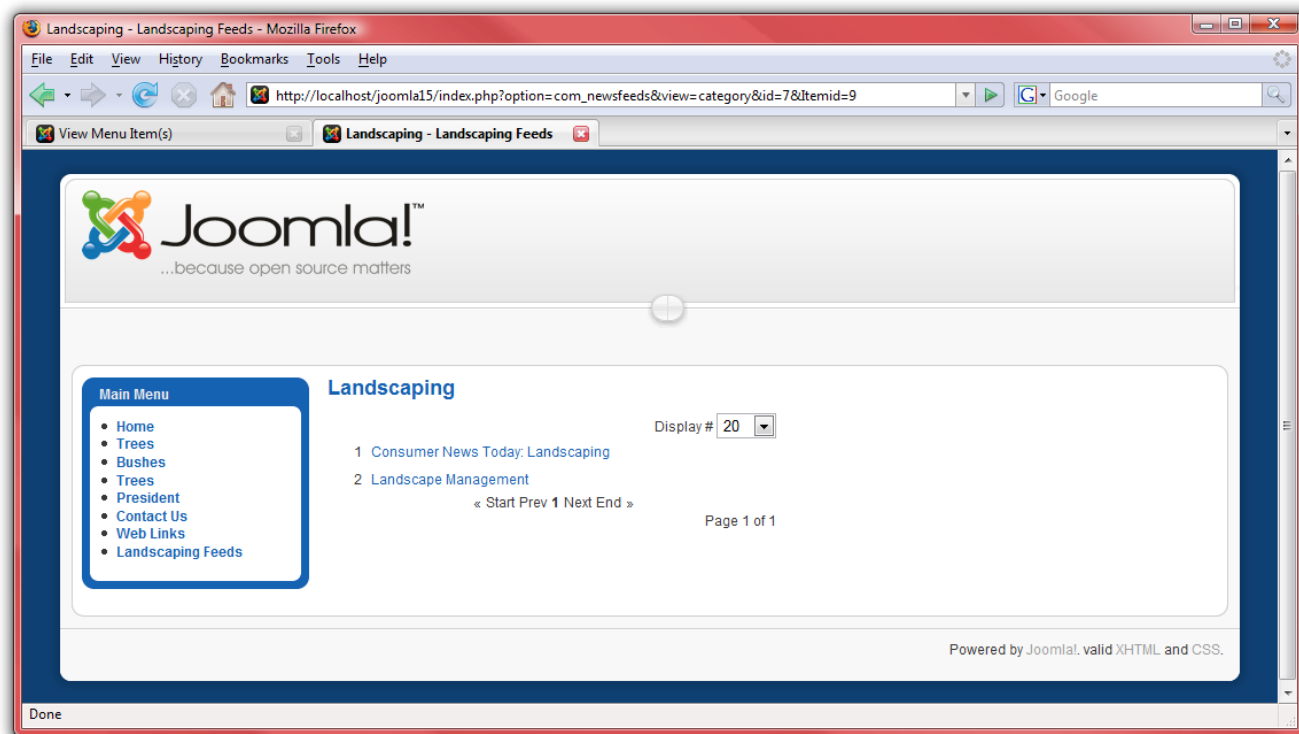 Landscaping - Landscaping Feeds - Mozilla Firefox
File Edit View History Bookmarks Tools Help
http://localhost/joomla15/index.php?option=com_newsfeeds&view=category&id=7&Itemid=9
G Google
View Menu Item(s)
Landscaping - Landscaping Feeds
Joomla!™
...because open source matters
Main Menu
Home
Trees
Bushes
Trees
President
Contact Us
Web Links
Landscaping Feeds
Landscaping
Display # 20
1 Consumer News Today: Landscaping
2 Landscape Management
« Start Prev 1 Next End »
Page 1 of 1
Powered by Joomla!. valid XHTML and CSS.
Done